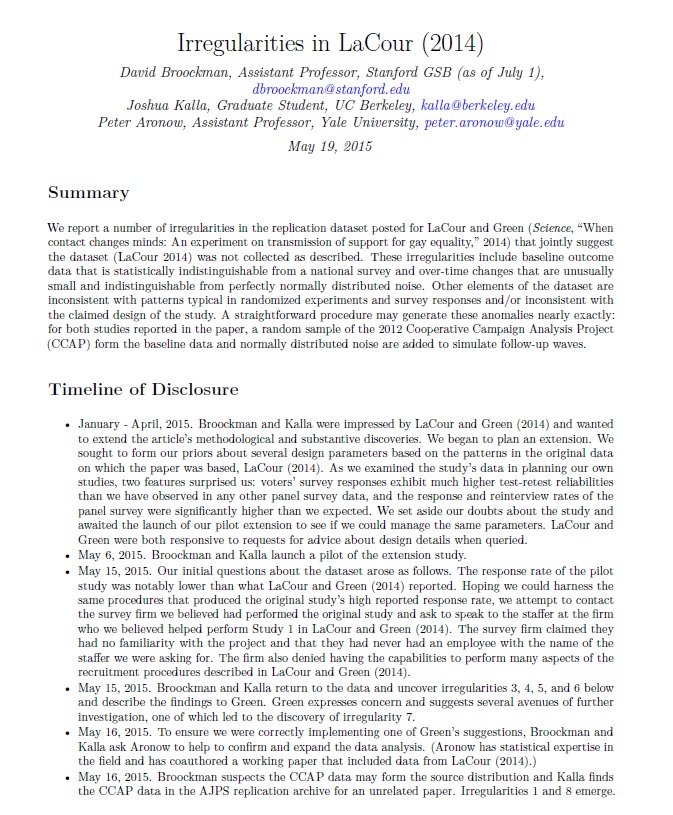 Irregularities in LaCour (2014)
David Broockman, Assistant Professor, Stanford GSB (as of July 1),
dbroockman@stanford.edu
Joshua Kalla, Graduate Student, UC Berkeley, kalla@berkeley.edu
Peter Aronow, Assistant Professor, Yale University, peter.aronow@yale.edu
May 19, 2015
Summary
We report a number of irregularities in the replication dataset posted for LaCour and Green (Science, “When
contact changes minds: An experiment on transmission of support for gay equality,” 2014) that jointly suggest
the dataset (LaCour 2014) was not collected as described. These irregularities include baseline outcome
data that is statistically indistinguishable from a national survey and over-time changes that are unusually
small and indistinguishable from perfectly normally distributed noise. Other elements of the dataset are
inconsistent with patterns typical in randomized experiments and survey responses and/or inconsistent with
the claimed design of the study. A straightforward procedure may generate these anomalies nearly exactly:
for both studies reported in the paper, a random sample of the 2012 Cooperative Campaign Analysis Project
(CCAP) form the baseline data and normally distributed noise are added to simulate follow-up waves.
Timeline of Disclosure
• January - April, 2015. Broockman and Kalla were impressed by LaCour and Green (2014) and wanted
to extend the article’s methodological and substantive discoveries. We began to plan an extension. We
sought to form our priors about several design parameters based on the patterns in the original data
on which the paper was based, LaCour (2014). As we examined the study’s data in planning our own
studies, two features surprised us: voters’ survey responses exhibit much higher test-retest reliabilities
than we have observed in any other panel survey data, and the response and reinterview rates of the
panel survey were significantly higher than we expected. We set aside our doubts about the study and
awaited the launch of our pilot extension to see if we could manage the same parameters. LaCour and
Green were both responsive to requests for advice about design details when queried.
• May 6, 2015. Broockman and Kalla launch a pilot of the extension study.
• May 15, 2015. Our initial questions about the dataset arose as follows. The response rate of the pilot
study was notably lower than what LaCour and Green (2014) reported. Hoping we could harness the
same procedures that produced the original study’s high reported response rate, we attempt to contact
the survey firm we believed had performed the original study and ask to speak to the staffer at the firm
who we believed helped perform Study 1 in LaCour and Green (2014). The survey firm claimed they
had no familiarity with the project and that they had never had an employee with the name of the
staffer we were asking for. The firm also denied having the capabilities to perform many aspects of the
recruitment procedures described in LaCour and Green (2014).
• May 15, 2015. Broockman and Kalla return to the data and uncover irregularities 3, 4, 5, and 6 below
and describe the findings to Green. Green expresses concern and suggests several avenues of further
investigation, one of which led to the discovery of irregularity 7.
• May 16, 2015. To ensure we were correctly implementing one of Green’s suggestions, Broockman and
Kalla ask Aronow to help to confirm and expand the data analysis. (Aronow has statistical expertise in
the field and has coauthored a working paper that included data from LaCour (2014).)
• May 16, 2015. Broockman suspects the CCAP data may form the source distribution and Kalla finds
the CCAP data in the AJPS replication archive for an unrelated paper. Irregularities 1 and 8 emerge.